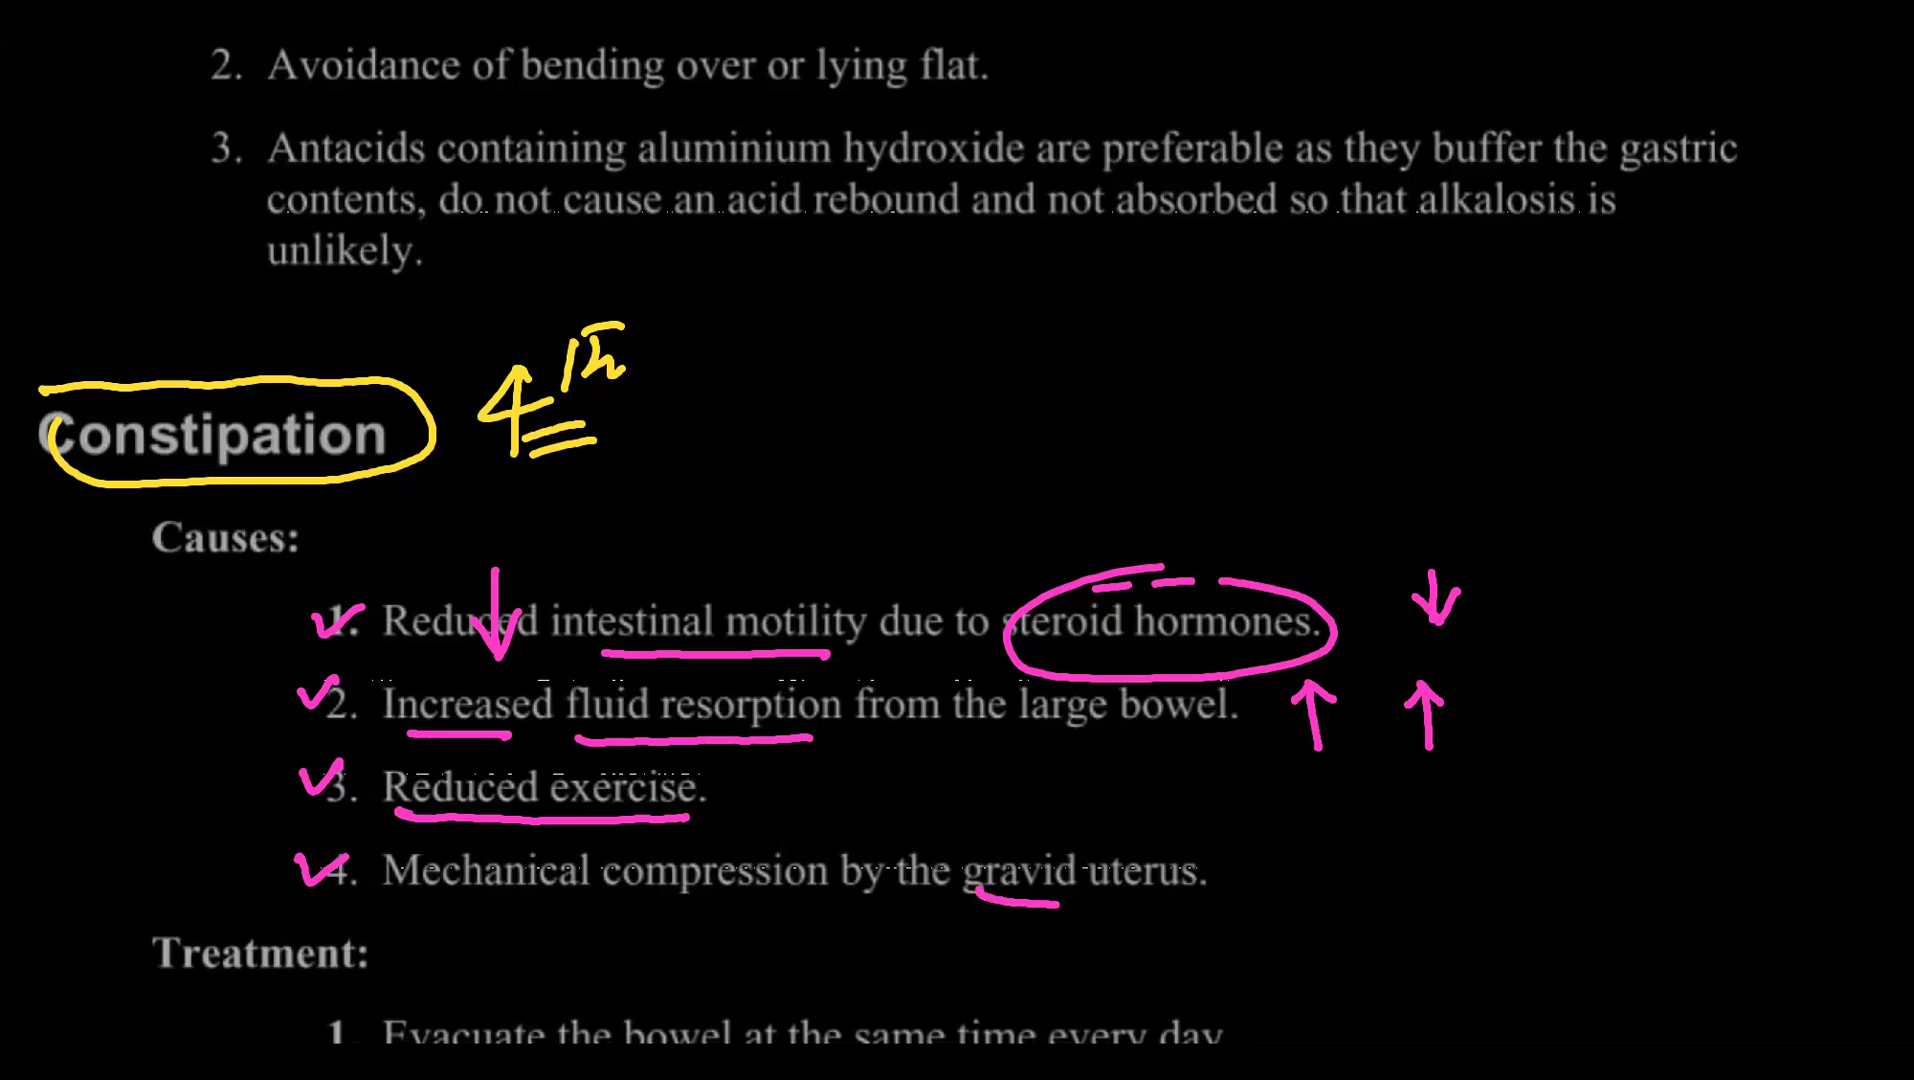 2. Avoidance of bending over or lying flat.
3. Antacids containing aluminium hydroxide are preferable as they buffer the gastric
contents, do not cause an acid rebound and not absorbed so that alkalosis is
unlikely.
Constipation
Causes:
1. Reduced intestinal motility due to steroid hormones.
2. Increased fluid resorption from the large bowel.
3. Reduced exercise.
4. Mechanical compression by the gravid uterus.
Treatment:
1. Evacuate the bowel at the same time every day